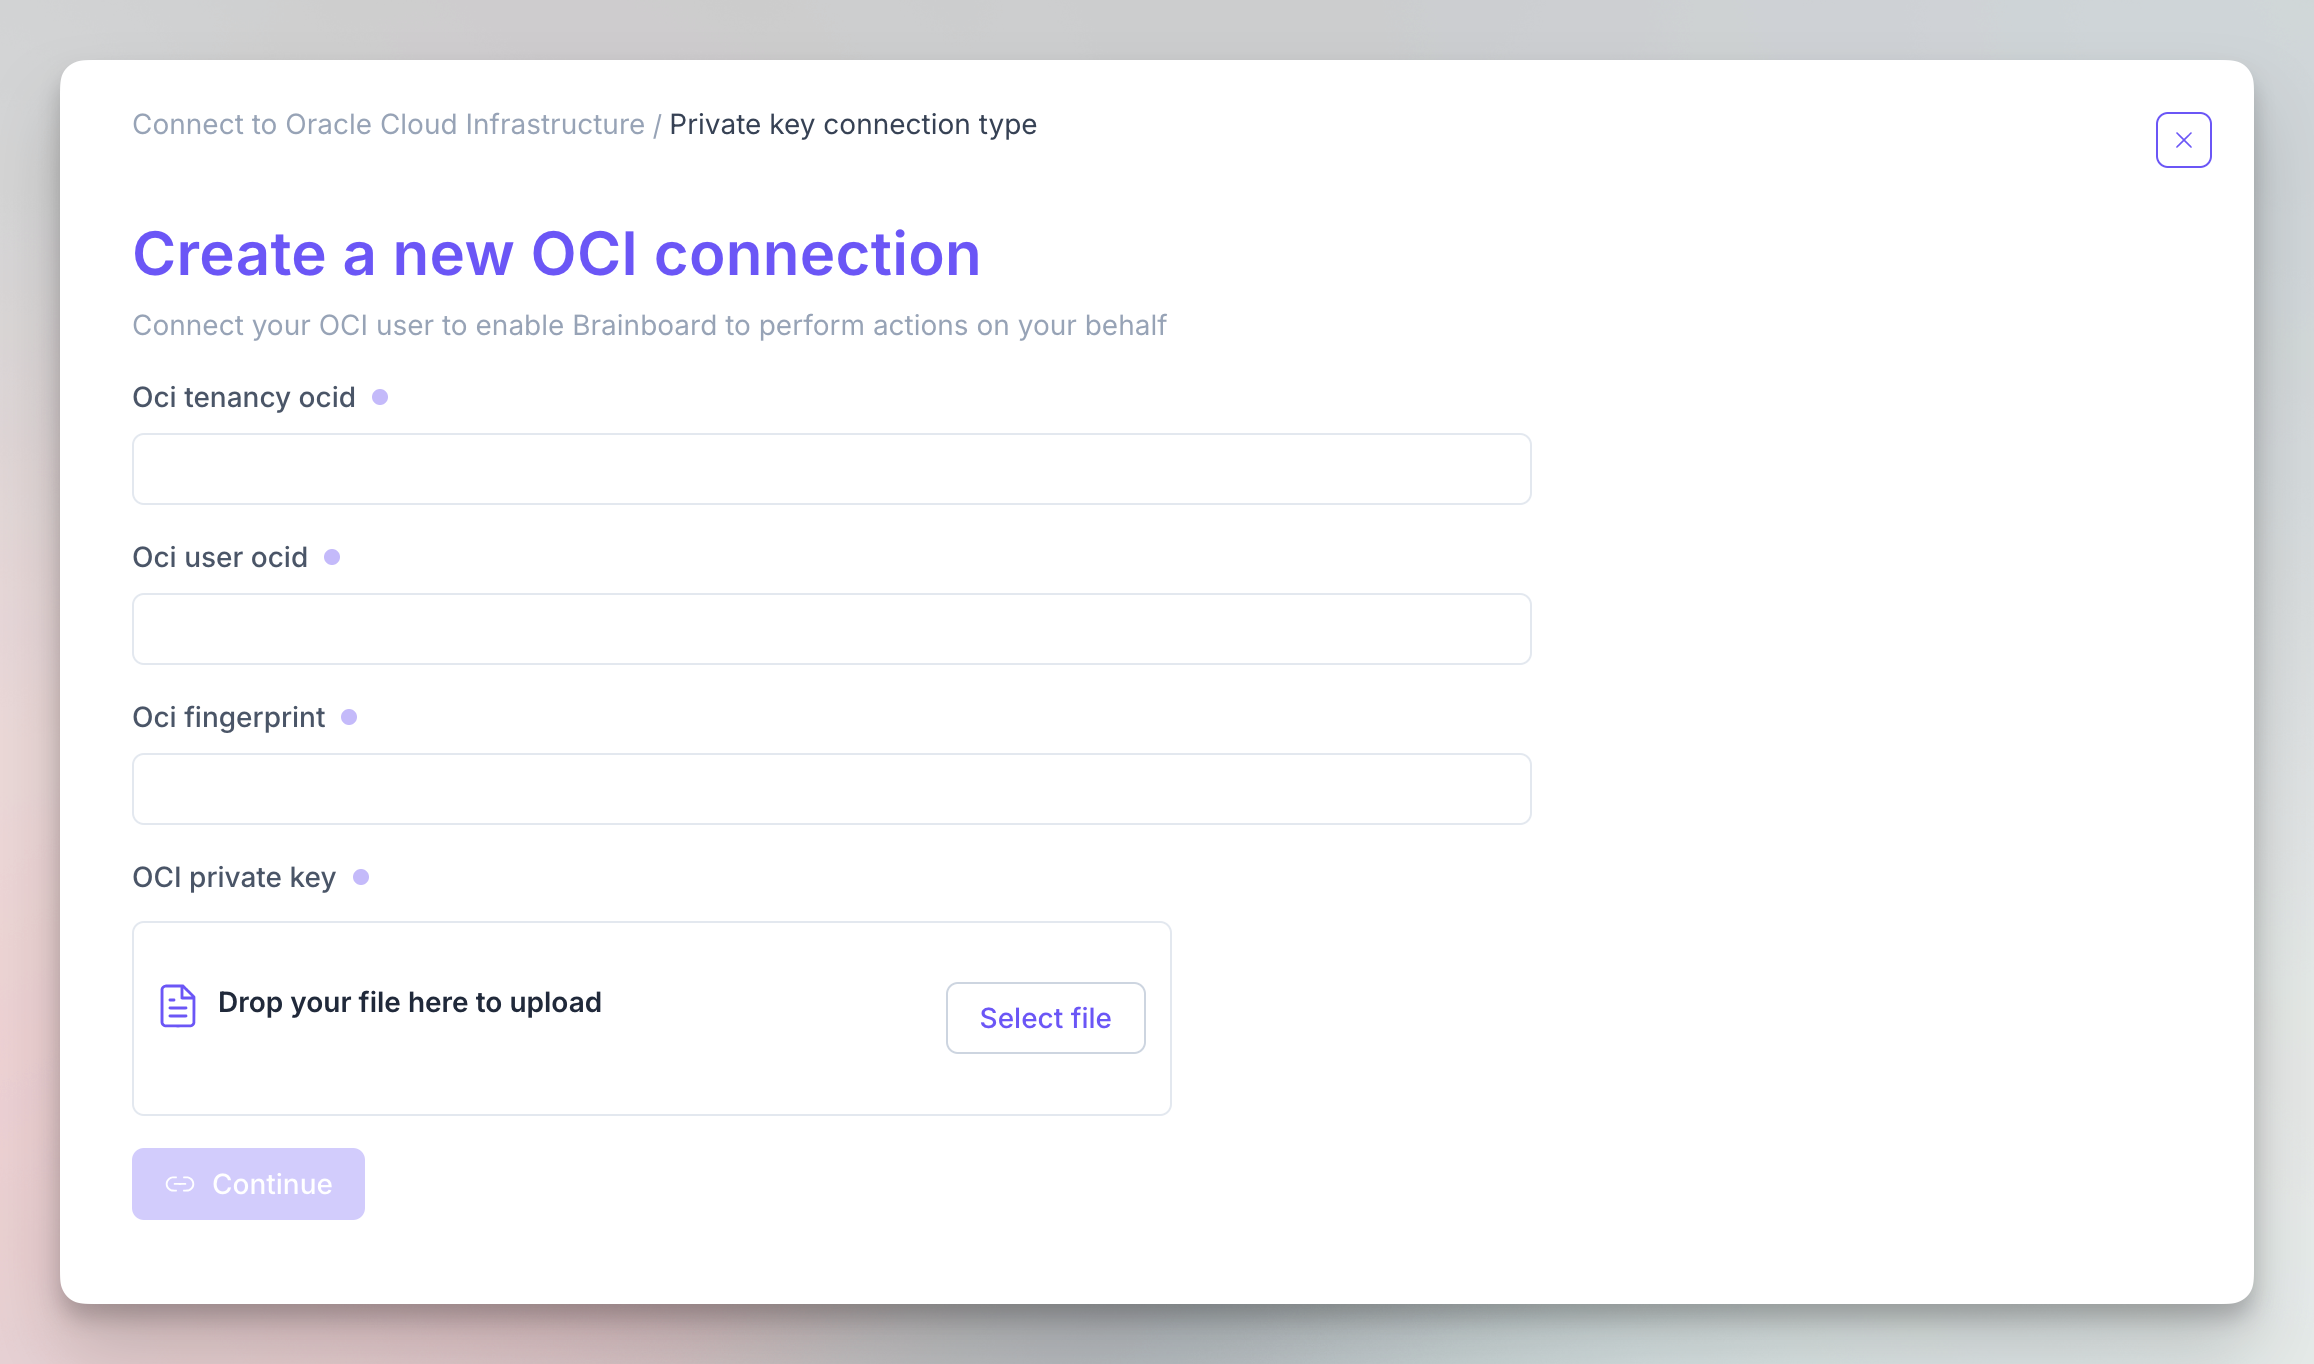 Connect to Oracle Cloud Infrastructure / Private key connection type
Create a new OCI connection
Connect your OCI user to enable Brainboard to perform actions on your behalf
Oci tenancy ocid
Oci user ocid
Oci fingerprint
OCI private key
Drop your file here to upload
Select file
Continue